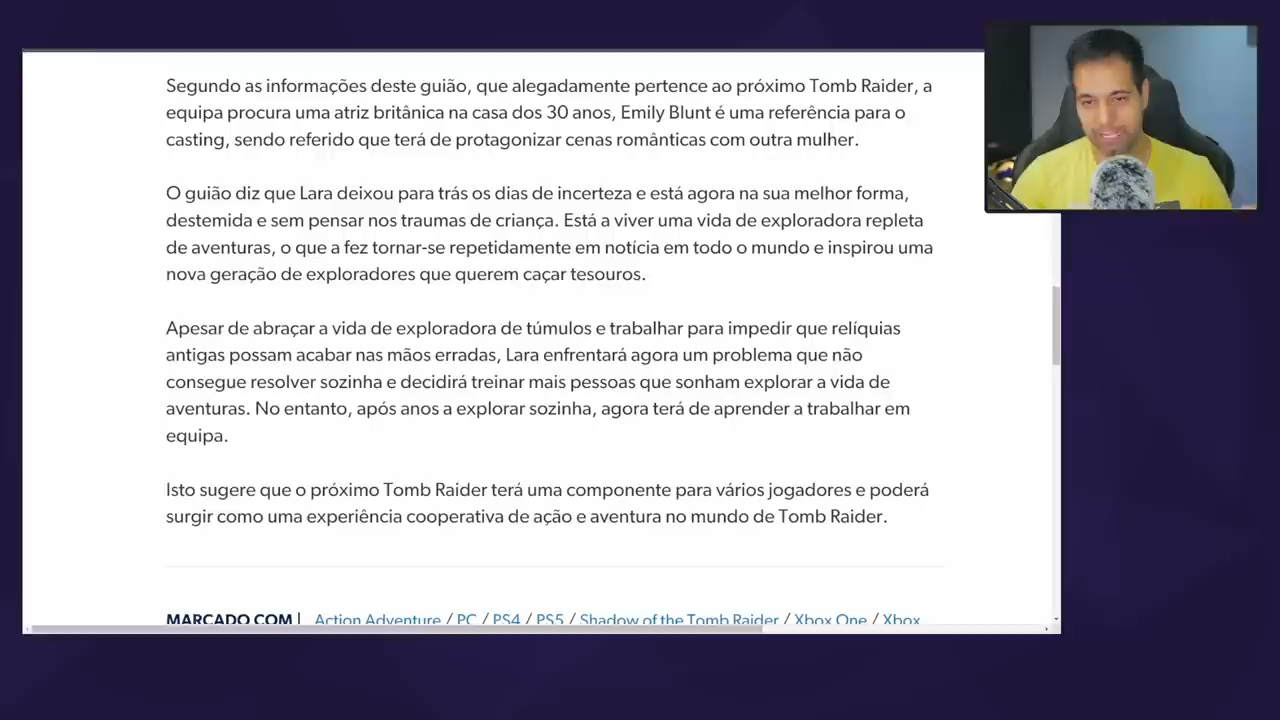 Segundo as informações deste guião, que alegadamente pertence ao próximo Tomb Raider, a
equipa procura uma atriz britânica na casa dos 30 anos, Emily Blunt é uma referência para o
casting, sendo referido que terá de protagonizar cenas românticas com outra mulher.
O guião diz que Lara deixou para trás os dias de incerteza e está agora na sua melhor forma,
destemida e sem pensar nos traumas de criança. Está a viver uma vida de exploradora repleta
de aventuras, o que a fez tornar-se repetidamente em notícia em todo o mundo e inspirou uma
nova geração de exploradores que querem caçar tesouros.
Apesar de abraçar a vida de exploradora de túmulos e trabalhar para impedir que relíquias
antigas possam acabar nas mãos erradas, Lara enfrentará agora um problema que não
consegue resolver sozinha e decidirá treinar mais pessoas que sonham explorar a vida de
aventuras. No entanto, após anos a explorar sozinha, agora terá de aprender a trabalhar em
equipa.
Isto sugere que o próximo Tomb Raider terá uma componente para vários jogadores e poderá
surgir como uma experiência cooperativa de ação e aventura no mundo de Tomb Raider.
MARCADO COM | Action Adventure / PC / PS4 / PS5 / Shadow of the Tomb Raider / Xbox One / Xbox